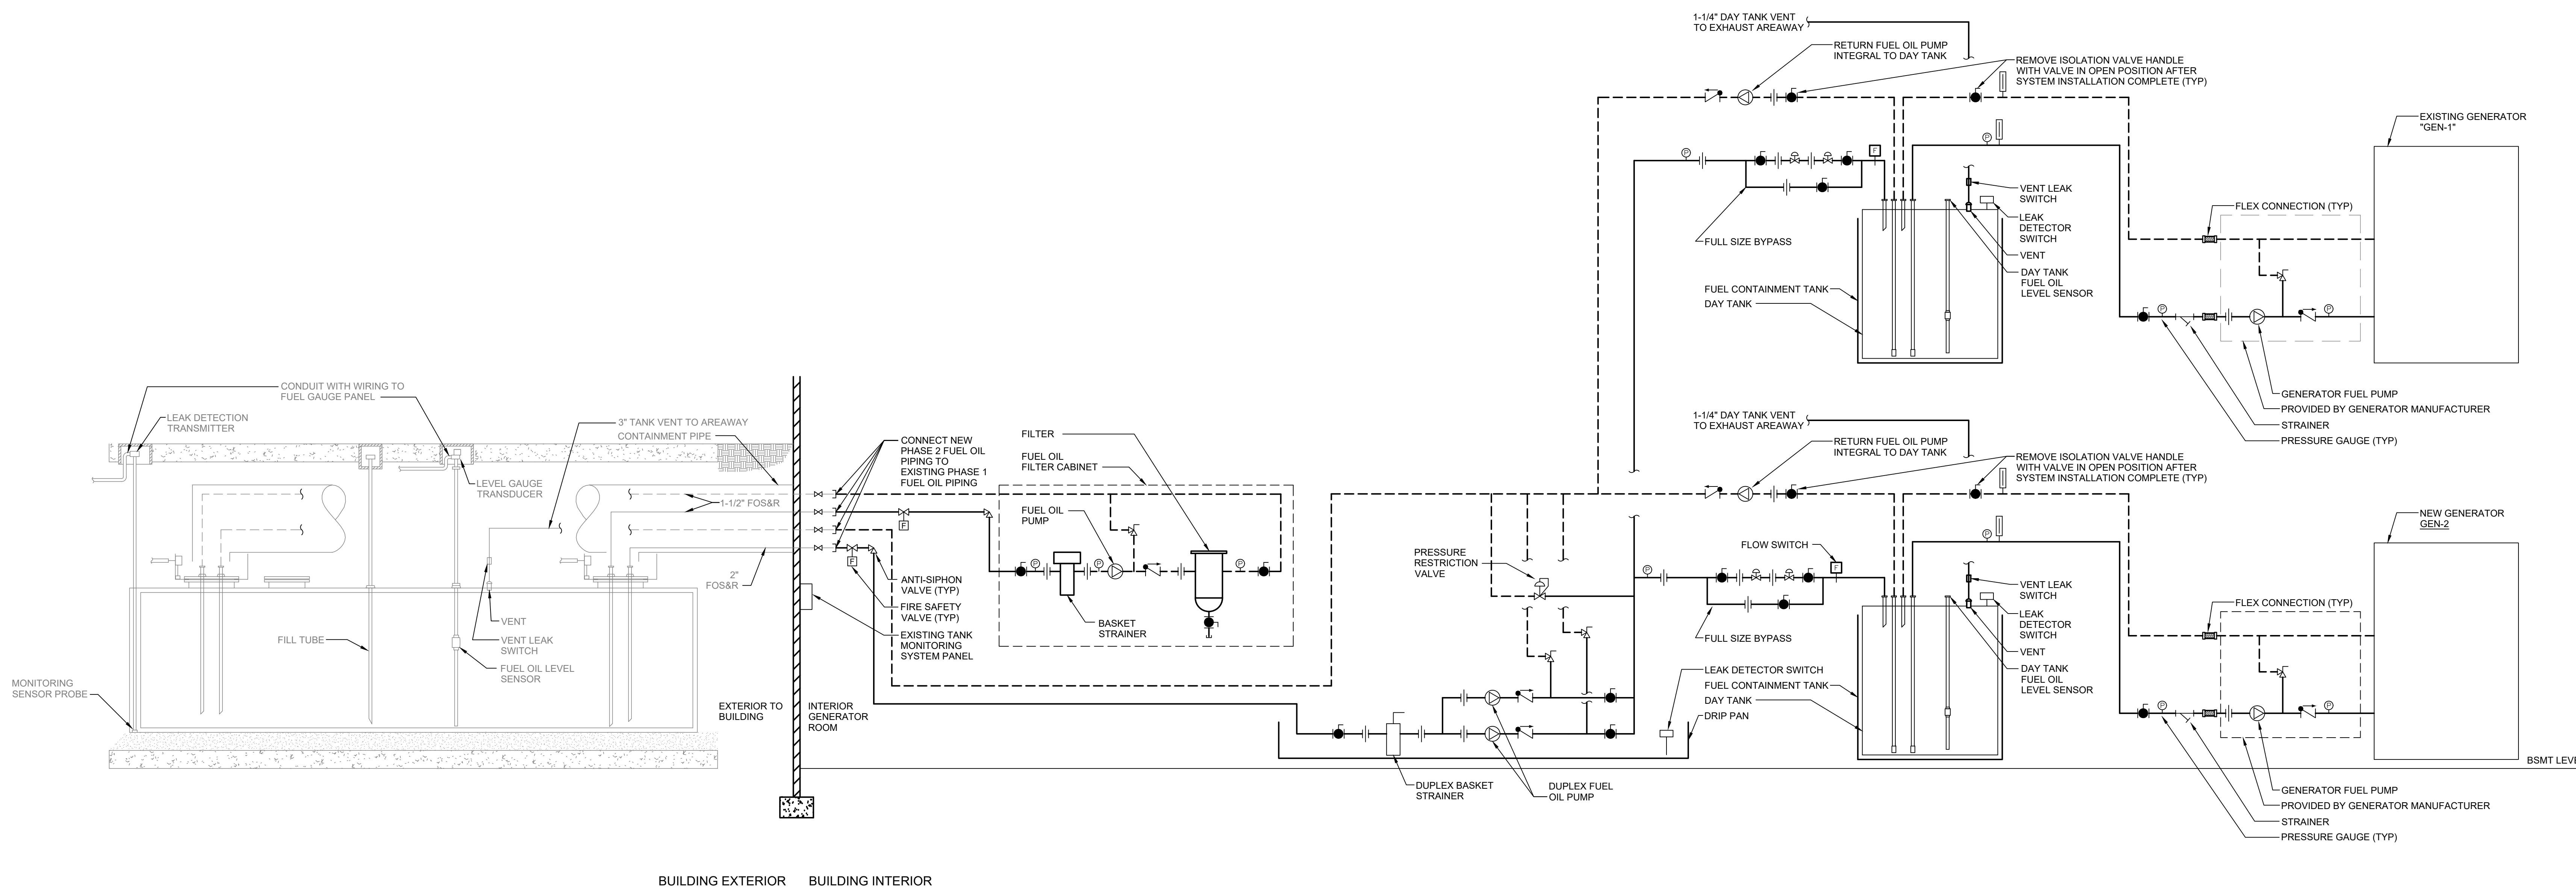 1-1/4" DAY TANK VENT
TO EXHAUST AREAWAY
RETURN FUEL OIL PUMP
INTEGRAL TO DAY TANK
REMOVE ISOLATION VALVE HANDLE
WITH VALVE IN OPEN POSITION AFTER
SYSTEM INSTALLATION COMPLETE (TYP)
EXISTING GENERATOR
"GEN-1"
P
F
P
VENT LEAK
SWITCH
LEAK
DETECTOR
SWITCH
VENT
DAY TANK
FUEL OIL
LEVEL SENSOR
FLEX CONNECTION (TYP)
FULL SIZE BYPASS
FUEL CONTAINMENT TANK
DAY TANK
P
P
GENERATOR FUEL PUMP
PROVIDED BY GENERATOR MANUFACTURER
STRAINER
PRESSURE GAUGE (TYP)
CONDUIT WITH WIRING TO
FUEL GAUGE PANEL
LEAK DETECTION
TRANSMITTER
3" TANK VENT TO AREAWAY
CONTAINMENT PIPE
LEVEL GAUGE
TRANSDUCER
1-1/2" FOS&R
2"
FOS&R
VENT
VENT LEAK
SWITCH
FUEL OIL LEVEL
SENSOR
FILL TUBE
MONITORING
SENSOR PROBE
EXTERIOR TO
BUILDING
INTERIOR
GENERATOR
ROOM
CONNECT NEW
PHASE 2 FUEL OIL
PIPING TO
EXISTING PHASE 1
FUEL OIL PIPING
F
F
ANTI-SIPHON
VALVE (TYP)
FIRE SAFETY
VALVE (TYP)
EXISTING TANK
MONITORING
SYSTEM PANEL
FILTER
FUEL OIL
FILTER CABINET
FUEL OIL
PUMP
P
P
P
BASKET
STRAINER
PRESSURE
RESTRICTION
VALVE
DUPLEX BASKET
STRAINER
DUPLEX FUEL
OIL PUMP
1-1/4" DAY TANK VENT
TO EXHAUST AREAWAY
RETURN FUEL OIL PUMP
INTEGRAL TO DAY TANK
REMOVE ISOLATION VALVE HANDLE
WITH VALVE IN OPEN POSITION AFTER
SYSTEM INSTALLATION COMPLETE (TYP)
NEW GENERATOR
GEN-2
FLOW SWITCH
P
F
P
VENT LEAK
SWITCH
LEAK
DETECTOR
SWITCH
VENT
DAY TANK
FUEL OIL
LEVEL SENSOR
FLEX CONNECTION (TYP)
FULL SIZE BYPASS
LEAK DETECTOR SWITCH
FUEL CONTAINMENT TANK
DAY TANK
DRIP PAN
P
P
BSMT LEVE
GENERATOR FUEL PUMP
PROVIDED BY GENERATOR MANUFACTURER
STRAINER
PRESSURE GAUGE (TYP)
BUILDING EXTERIOR
BUILDING INTERIOR